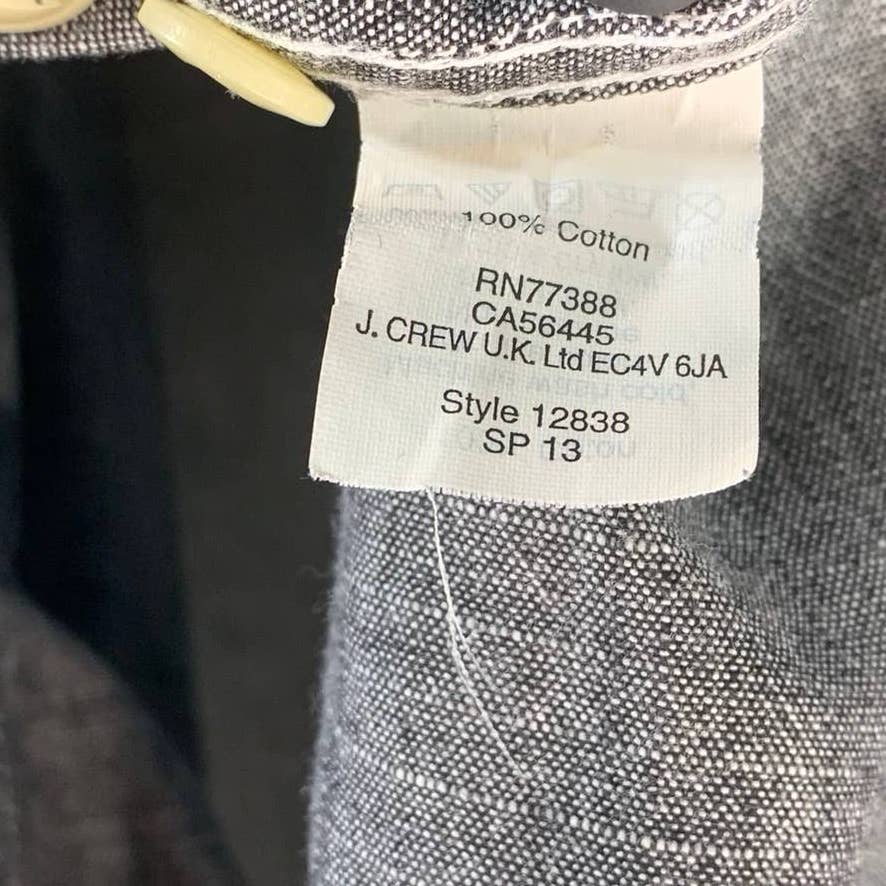 100% Cotton
RN77388
CA56445
J. CREW U.K. Ltd EC4V 6JA
Style 12838
SP 13